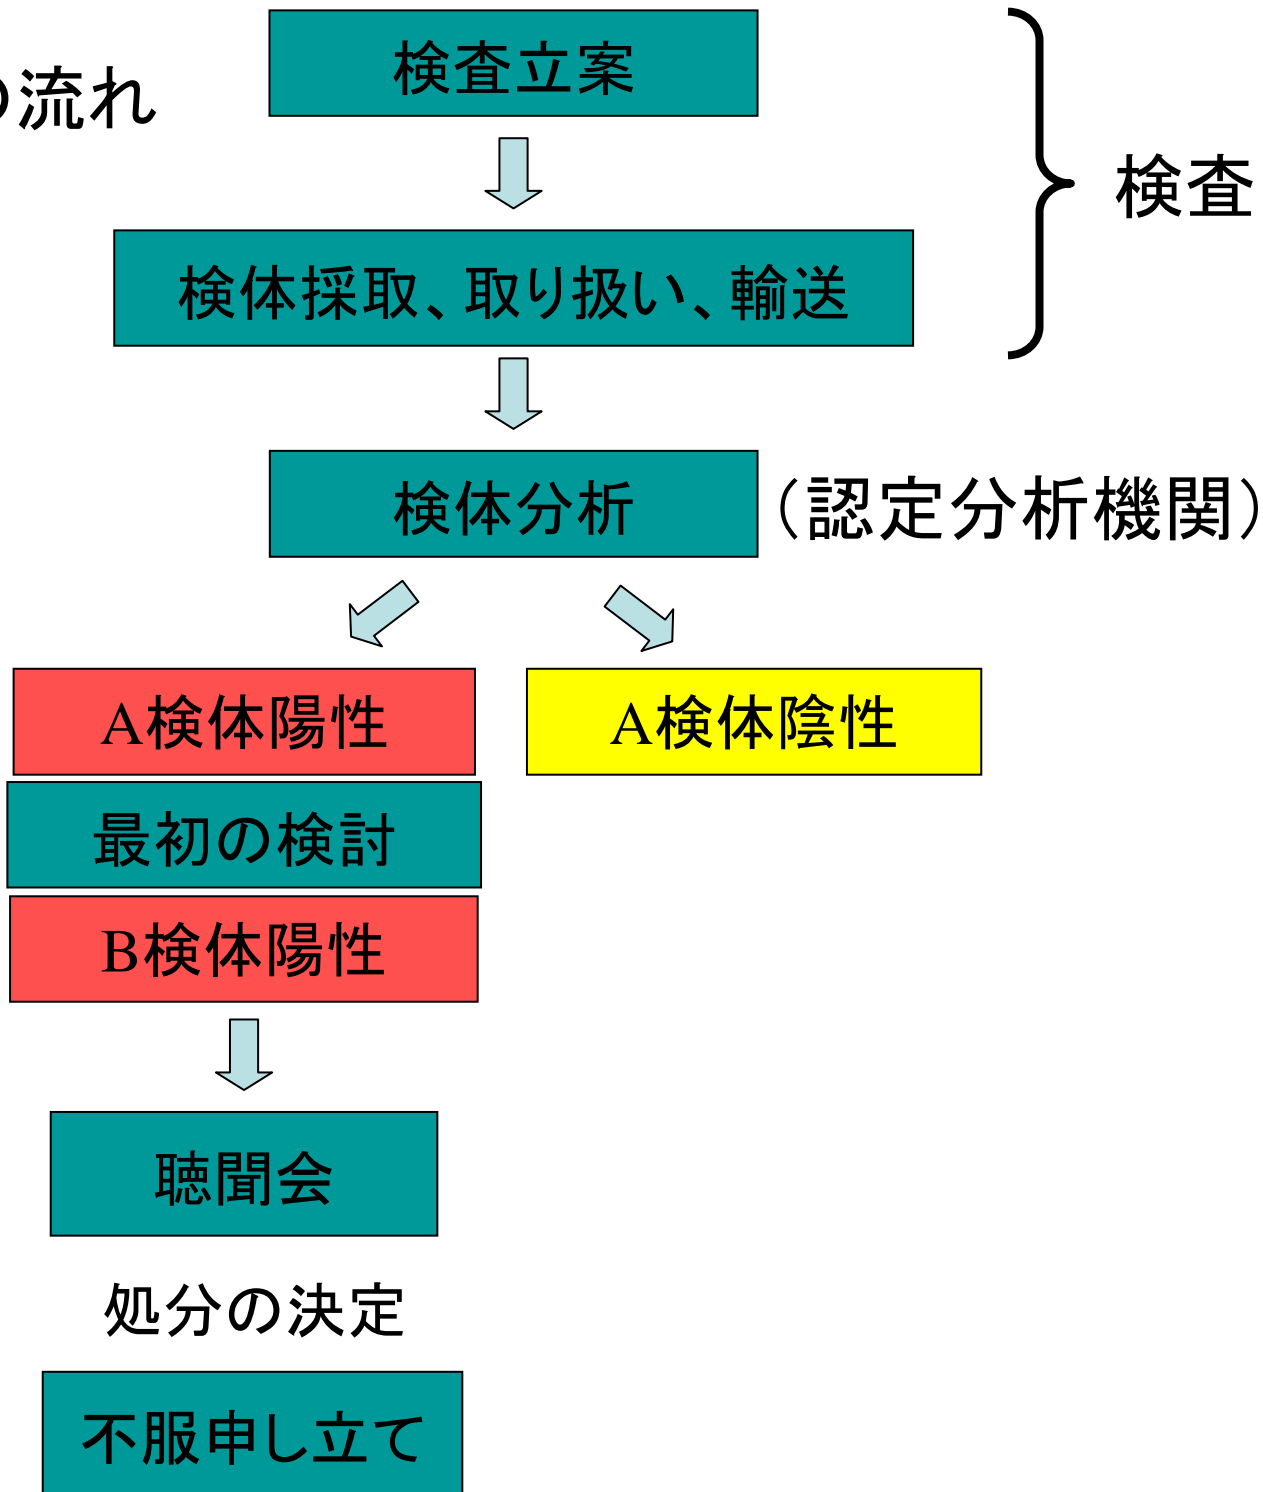 の流れ
検査立案
検査
検体採取、取り扱い、輸送
検体分析
（認定分析機関）
A検体陽性
A検体陰性
最初の検討
B検体陽性
聴聞会
処分の決定
不服申し立て